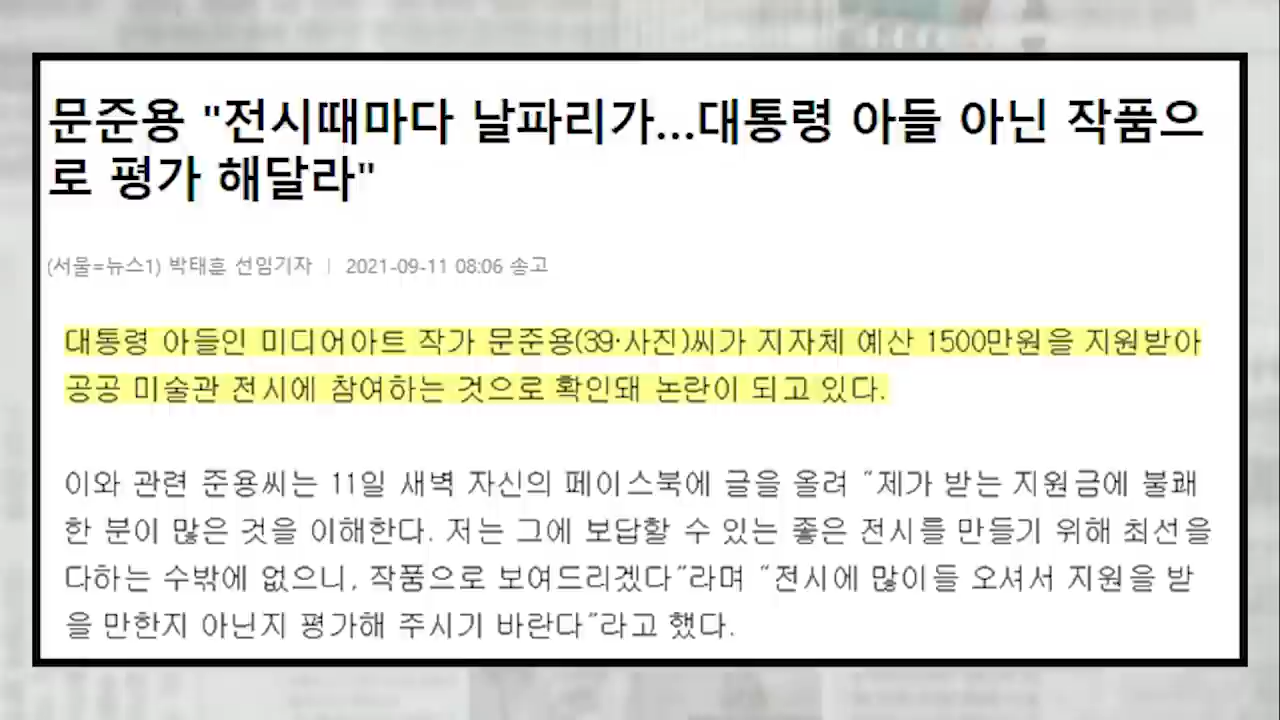 문준용 "전시때마다 날파리가...대통령 아들 아닌 작품으
로 평가 해달라"
(서울=뉴스1) 박태훈 선임기자 | 2021-09-11 08:06 송고
대통령 아들인 미디어아트 작가 문준용(39·사진)씨가 지자체 예산 1500만원을 지원받아
공공 미술관 전시에 참여하는 것으로 확인돼 논란이 되고 있다.
이와 관련 준용씨는 11일 새벽 자신의 페이스북에 글을 올려 "제가 받는 지원금에 불쾌
한 분이 많은 것을 이해한다. 저는 그에 보답할 수 있는 좋은 전시를 만들기 위해 최선을
다하는 수밖에 없으니, 작품으로 보여드리겠다"라며 "전시에 많이들 오셔서 지원을 받
을 만한지 아닌지 평가해 주시기 바란다"라고 했다.